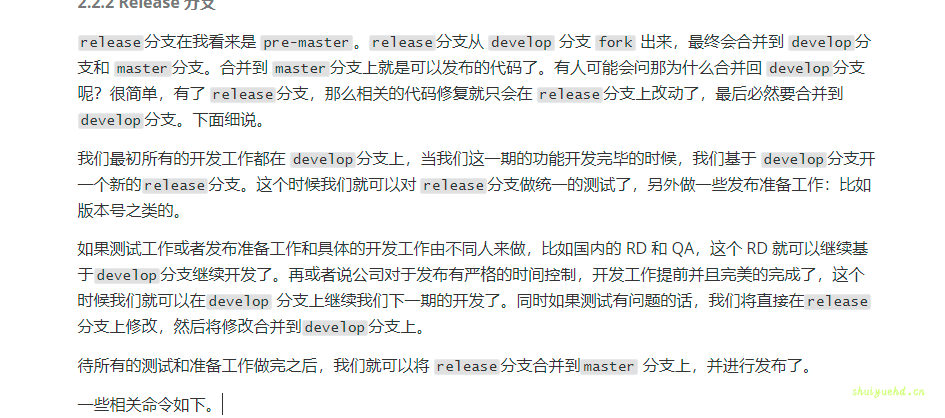 2.2.2 Release 分支
release分支在我看来是 pre-master。release分支从 develop 分支 fork 出来，最终会合并到 develop分
支和 master分支。合并到 master分支上就是可以发布的代码了。有人可能会问那为什么合并回 develop分支
呢？很简单，有了 release分支，那么相关的代码修复就只会在 release分支上改动了，最后必然要合并到
develop分支。下面细说。
我们最初所有的开发工作都在 develop分支上，当我们这一期的功能开发完毕的时候，我们基于 develop分支开
一个新的release分支。这个时候我们就可以对 release分支做统一的测试了，另外做一些发布准备工作：比如
版本号之类的。
如果测试工作或者发布准备工作和具体的开发工作由不同人来做，比如国内的 RD 和 QA，这个 RD 就可以继续基
于develop分支继续开发了。再或者说公司对于发布有严格的时间控制，开发工作提前并且完美的完成了，这个
时候我们就可以在develop 分支上继续我们下一期的开发了。同时如果测试有问题的话，我们将直接在release
分支上修改，然后将修改合并到develop分支上。
待所有的测试和准备工作做完之后，我们就可以将 release分支合并到master 分支上，并进行发布了。
一些相关命令如下。
shuiyuzhd.cn